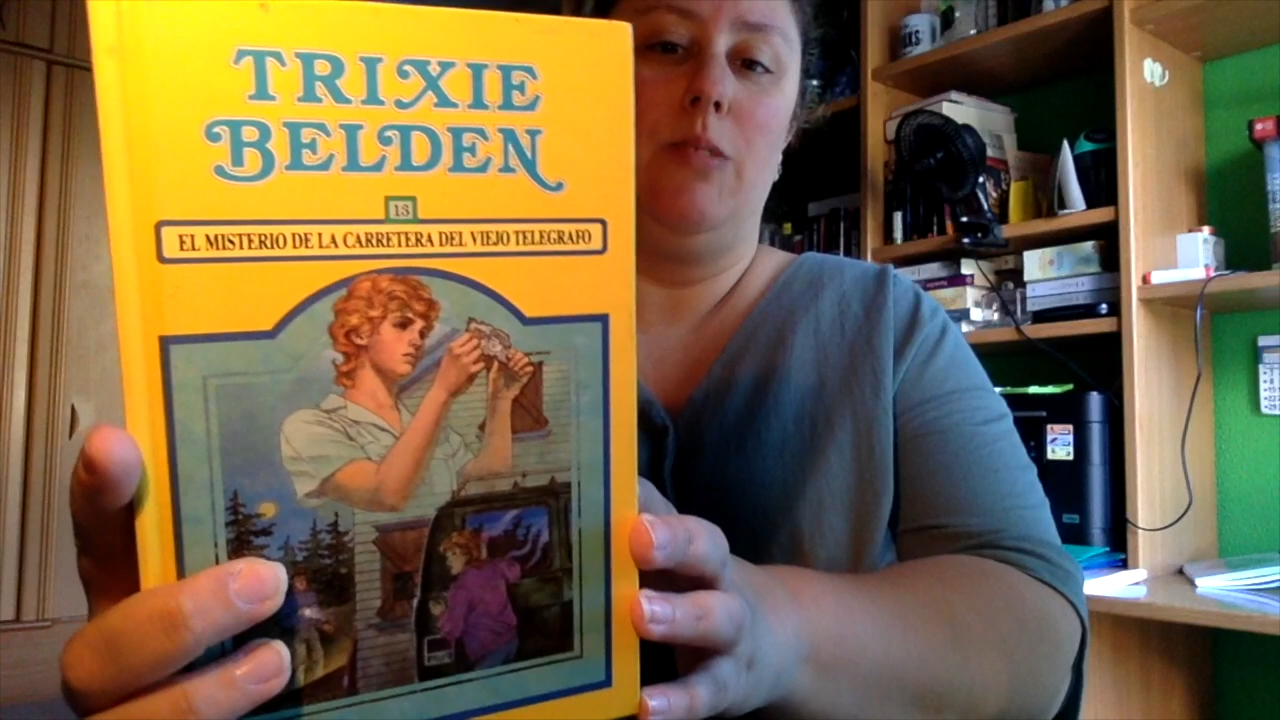 TRIXIE
BELDEN
13
EL MISTERIO DE LA CARRETERA DEL VIEJO TELEGRAFO